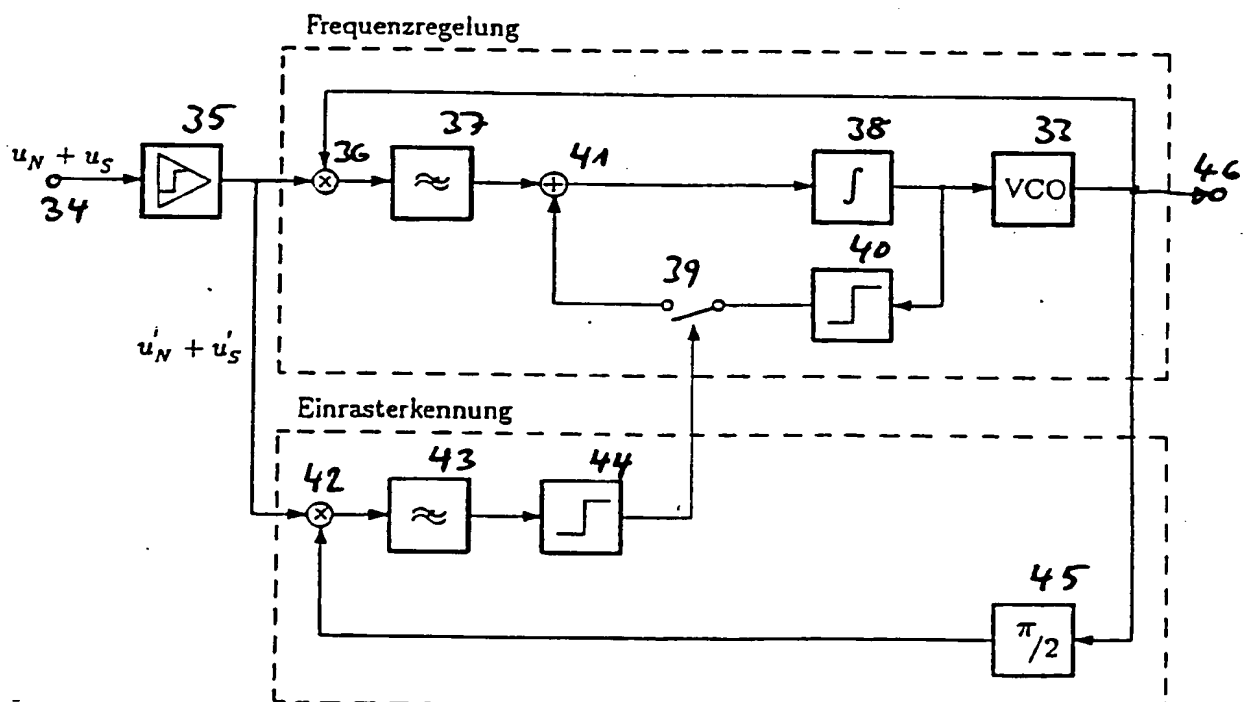 Frequenzregelung
35
37
38
33
36
41
46
u_N + u_S
34
≈
∫
VCO
40
39
u'_N + u'_S
Einrasterkennung
42
43
44
≈
45
π/2